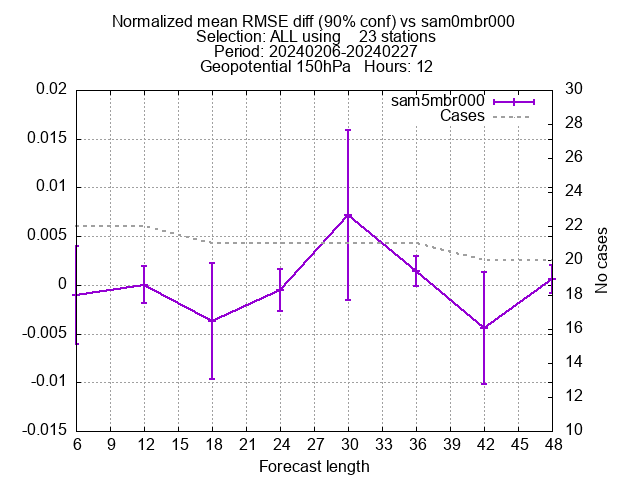 Normalized mean RMSE diff (90% conf) vs sam0mbr000
Selection: ALL using    23 stations
Period: 20240206-20240227
Geopotential 150hPa   Hours: 12
sam5mbr000
Cases
0.02
0.015
0.01
0.005
0
-0.005
-0.01
-0.015
30
28
26
24
22
20
18
16
14
12
10
No cases
6 9 12 15 18 21 24 27 30 33 36 39 42 45 48
Forecast length